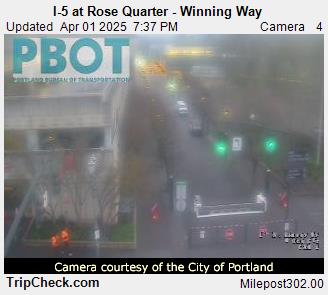 I-5 at Rose Quarter - Winning Way
Updated Apr 01 2025 7:37 PM Camera 4
PBOT
PORTLAND BUREAU OF TRANSPORTATION
Camera courtesy of the City of Portland
TripCheck.com Milepost302.00